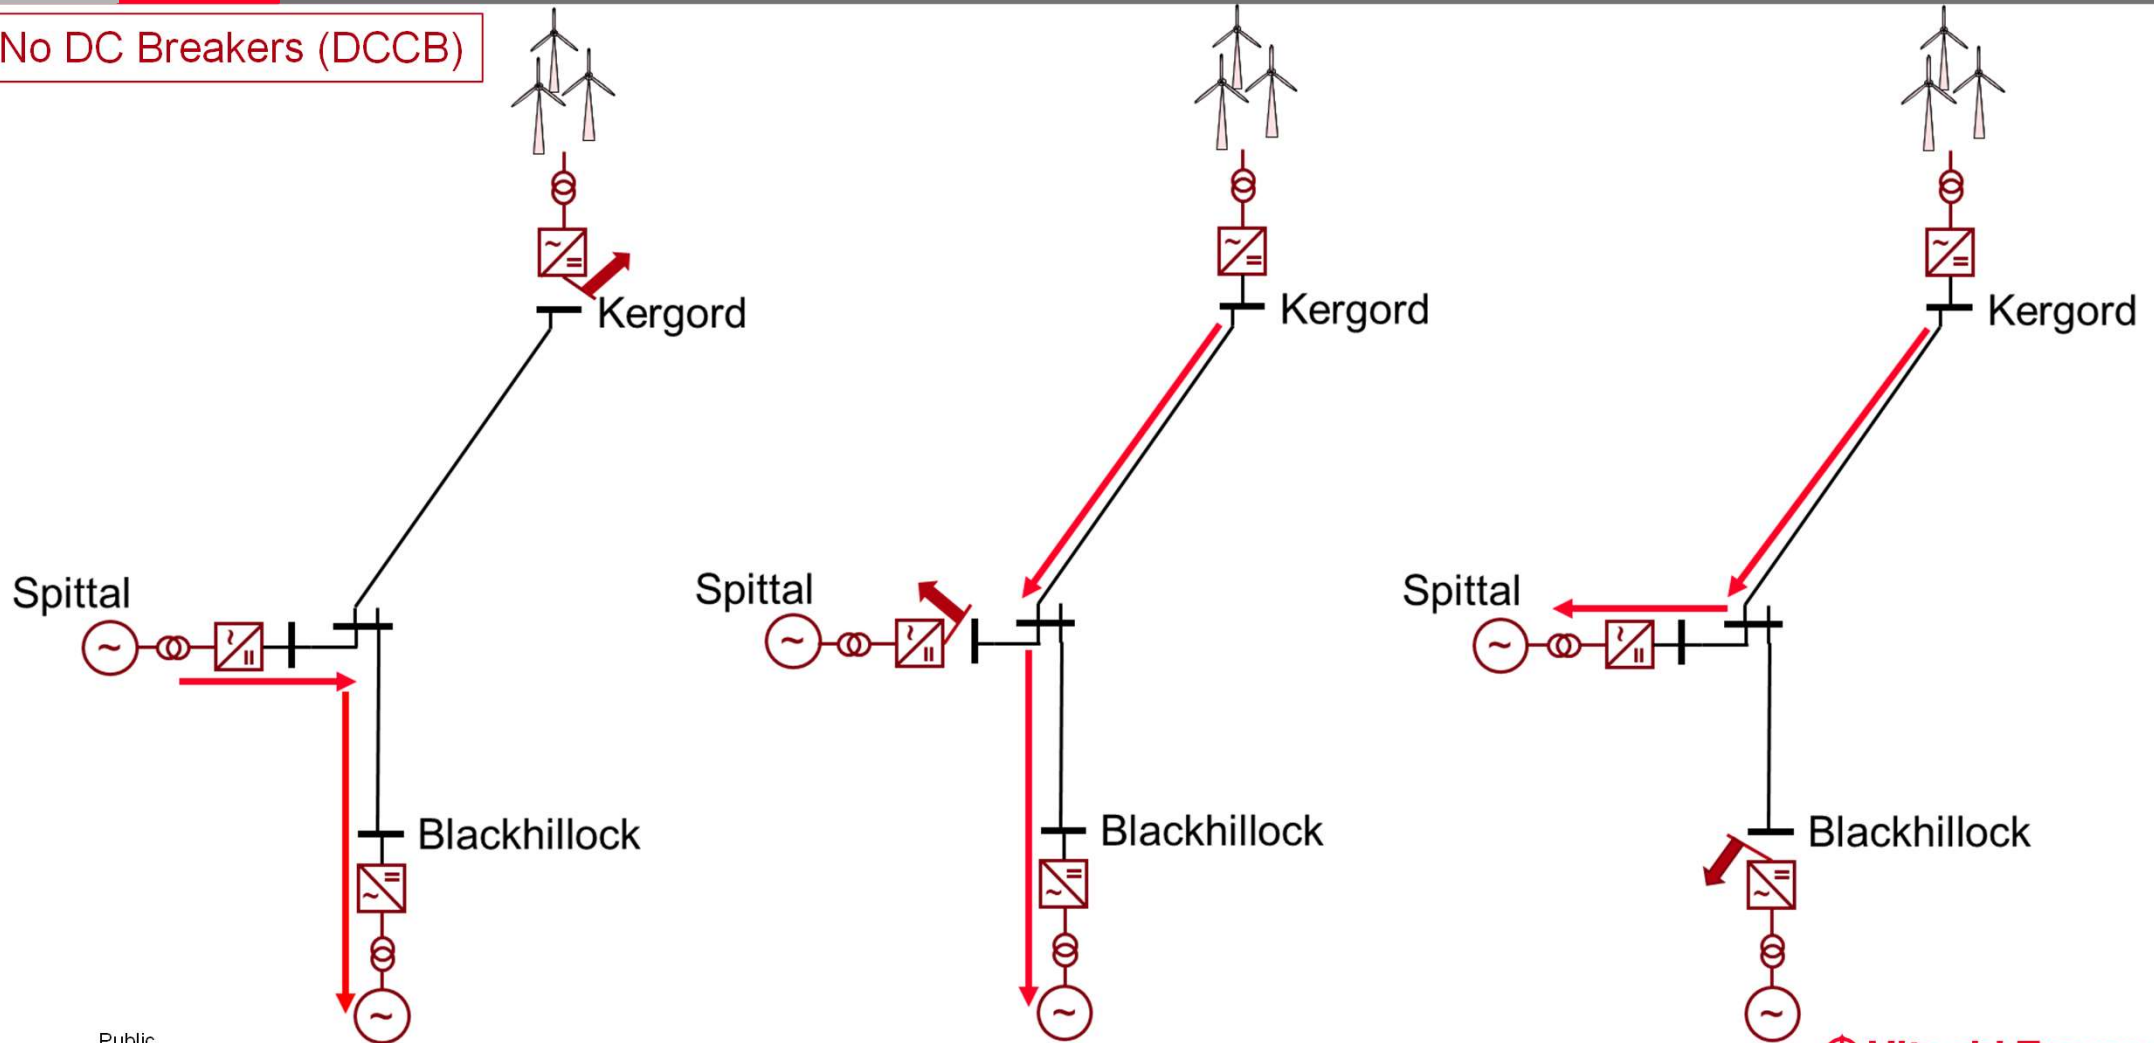 No DC Breakers (DCCB)
Kergord
Spittal
Blackhillock
Kergord
Spittal
Blackhillock
Kergord
Spittal
Blackhillock
Public